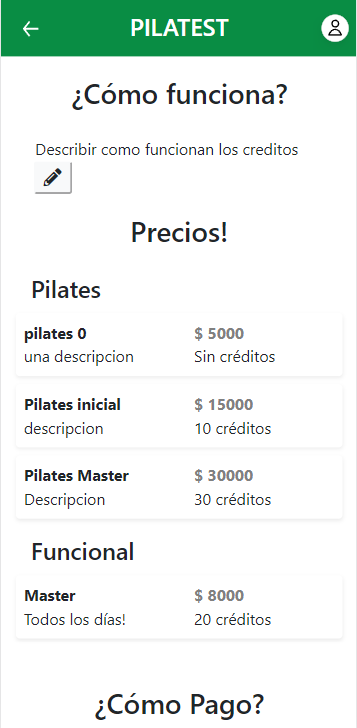 PILATEST
¿Cómo funciona?
Describir como funcionan los creditos
Precios!
Pilates
pilates 0 $ 5000
una descripcion Sin créditos
Pilates inicial $ 15000
descripcion 10 créditos
Pilates Master $ 30000
Descripcion 30 créditos
Funcional
Master $ 8000
Todos los días! 20 créditos
¿Cómo Pago?